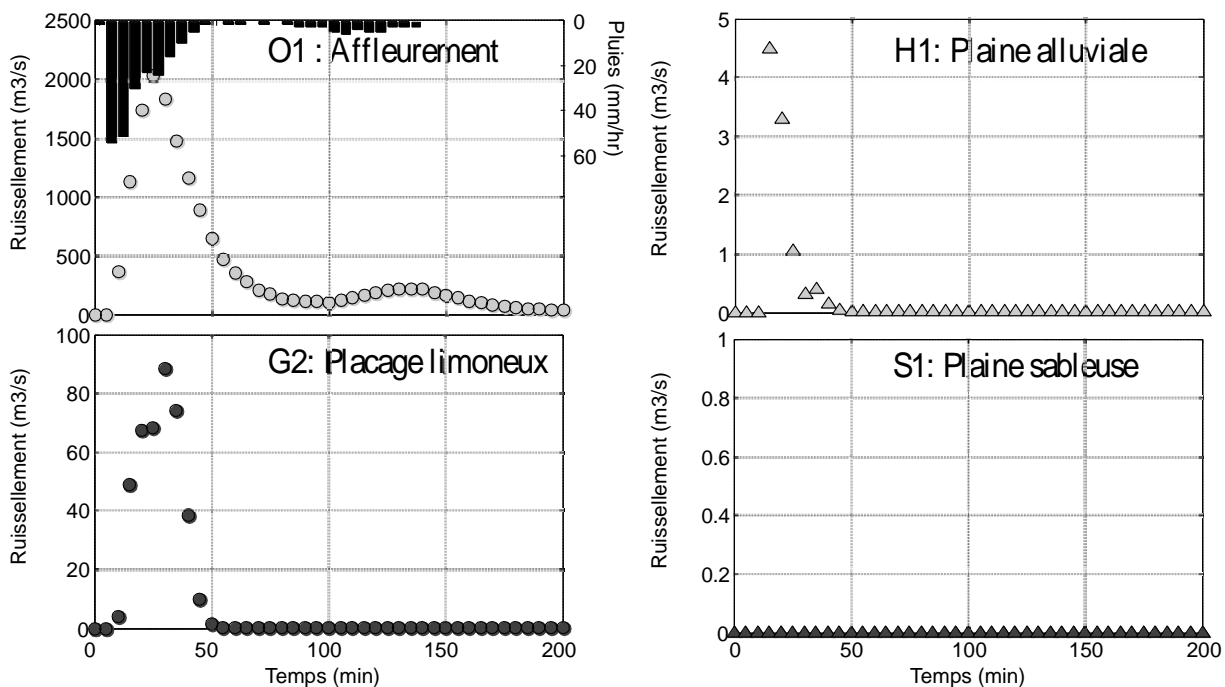 O1 : Affleurement
Ruissellement (m3/s)
2500
2000
1500
1000
500
0
0
20
40
60
Pluies (mm/hr)
H1: Plaine alluviale
Ruissellement (m3/s)
5
4
3
2
1
0
G2: Placage limoneux
Ruissellement (m3/s)
100
80
60
40
20
0
0 50 100 150 200
Temps (min)
S1: Plaine sableuse
Ruissellement (m3/s)
1
0.8
0.6
0.4
0.2
0
0 50 100 150 200
Temps (min)